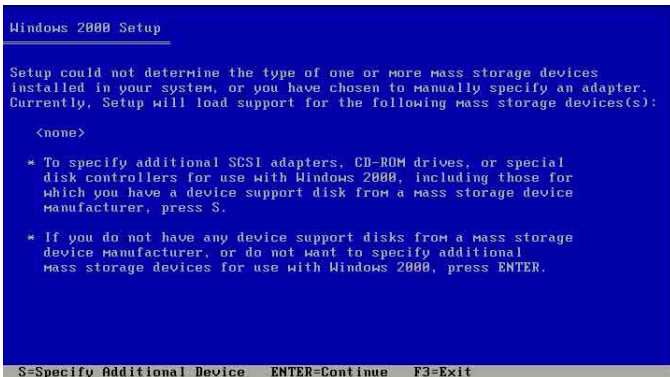 Windows 2000 Setup
Setup could not determine the type of one or more mass storage devices
installed in your system, or you have chosen to manually specify an adapter.
Currently, Setup will load support for the following mass storage devices(s):
<none>
* To specify additional SCSI adapters, CD-ROM drives, or special
disk controllers for use with Windows 2000, including those for
which you have a device support disk from a mass storage device
manufacturer, press S.
* If you do not have any device support disks from a mass storage
device manufacturer, or do not want to specify additional
mass storage devices for use with Windows 2000, press ENTER.
S=Specify Additional Device ENTER=Continue F3=Exit